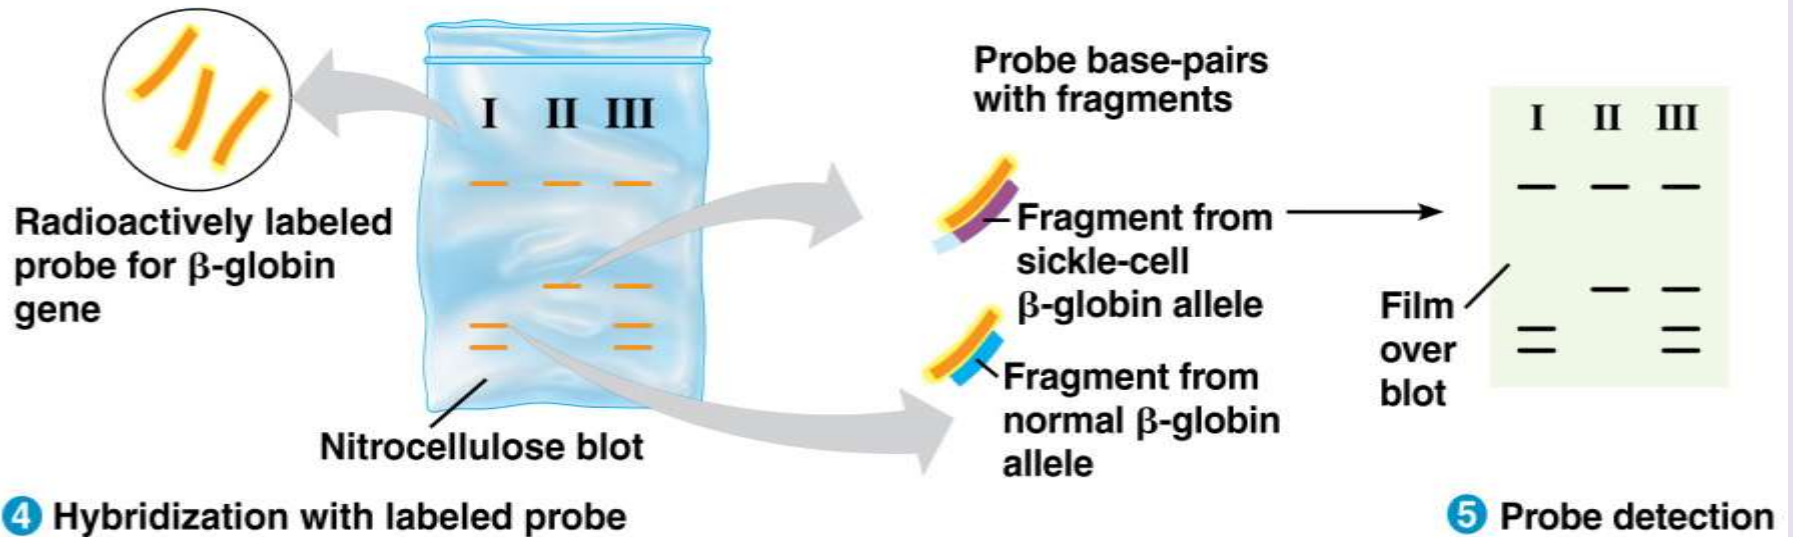 I II III
Radioactively labeled
probe for β-globin
gene
Nitrocellulose blot
Probe base-pairs
with fragments
Fragment from
sickle-cell
β-globin allele
Fragment from
normal β-globin
allele
I II III
Film
over
blot
4 Hybridization with labeled probe
5 Probe detection